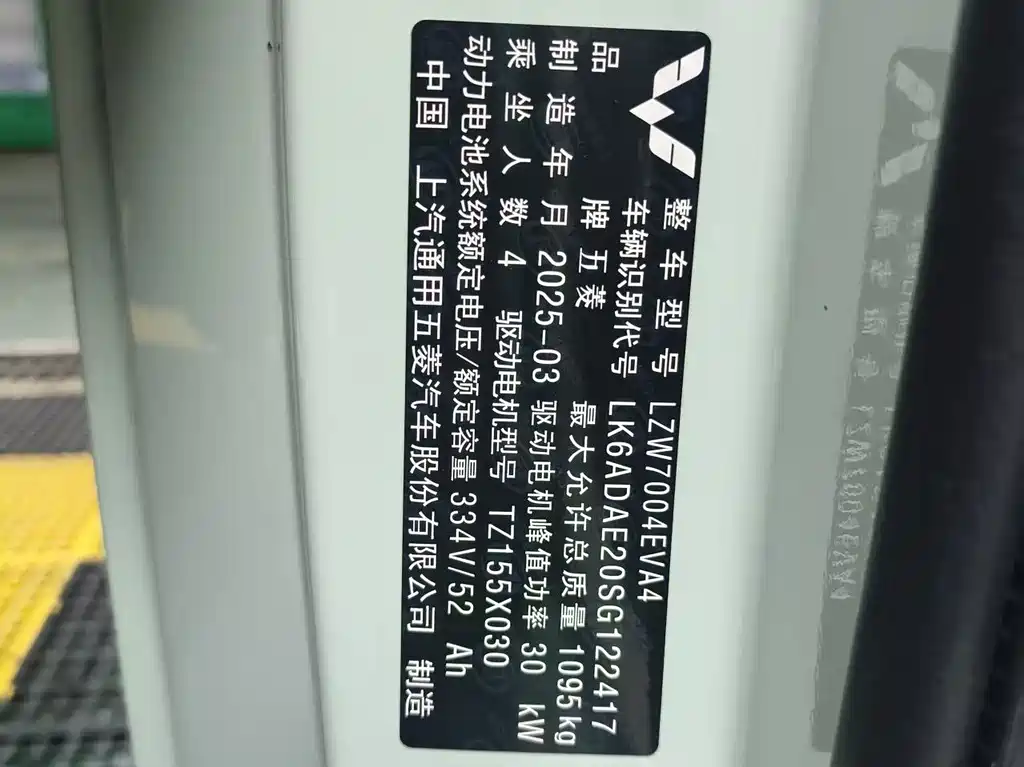 整车型号 LZW7004EVA4
车辆识别代号 LK6ADAE20SG122417
品牌 五菱 最大允许总质量 1095kg
制造年月 2025-03 驱动电机峰值功率 30 kW
乘坐人数 4 驱动电机型号 TZ155X030
动力电池系统额定电压/额定容量 334V/52 Ah
中国 上汽通用五菱汽车股份有限公司 制造